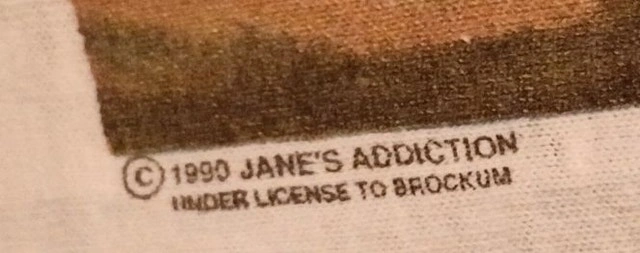 © 1990 JANE'S ADDICTION
UNDER LICENSE TO BROCKUM